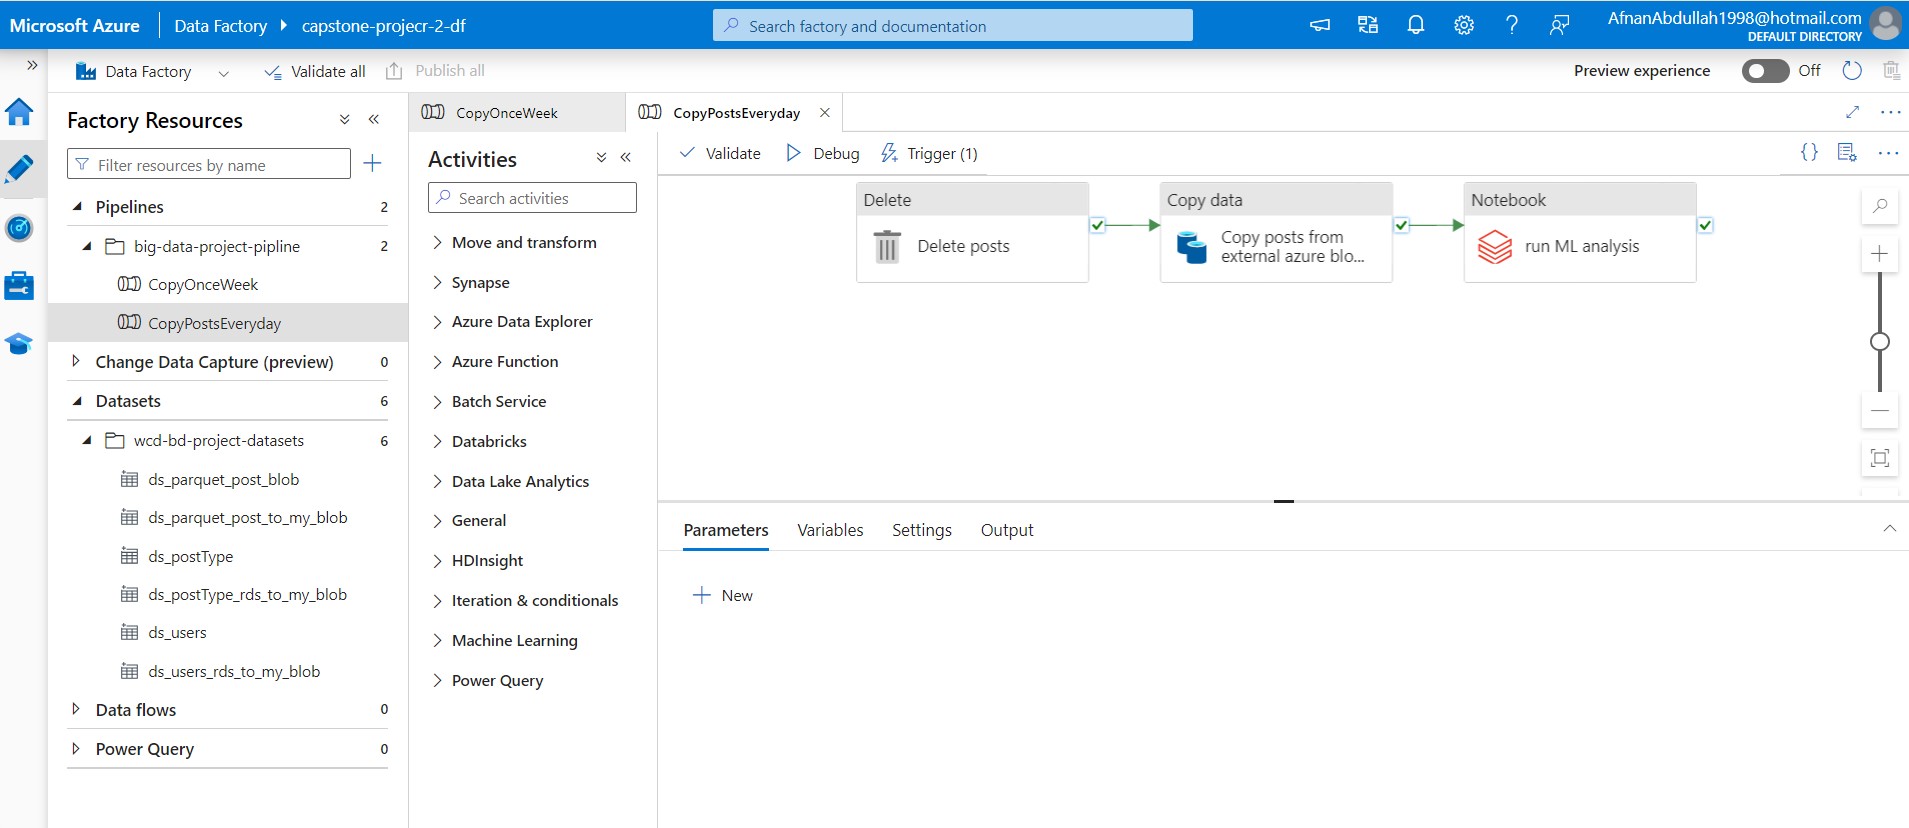 Microsoft Azure
Data Factory
capstone-projecr-2-df
Search factory and documentation
AfnanAbdullah1998@hotmail.com
DEFAULT DIRECTORY
Data Factory
Validate all
Publish all
Preview experience
Off
Factory Resources
Filter resources by name
Pipelines 2
big-data-project-pipline 2
CopyOnceWeek
CopyPostsEveryday
Change Data Capture (preview) 0
Datasets 6
wcd-bd-project-datasets 6
ds_parquet_post_blob
ds_parquet_post_to_my_blob
ds_postType
ds_postType_rds_to_my_blob
ds_users
ds_users_rds_to_my_blob
Data flows 0
Power Query 0
CopyOnceWeek
CopyPostsEveryday
Activities
Search activities
Move and transform
Synapse
Azure Data Explorer
Azure Function
Batch Service
Databricks
Data Lake Analytics
General
HDInsight
Iteration & conditionals
Machine Learning
Power Query
Validate
Debug
Trigger (1)
Delete
Delete posts
Copy data
Copy posts from
external azure blo...
Notebook
run ML analysis
Parameters
Variables
Settings
Output
New